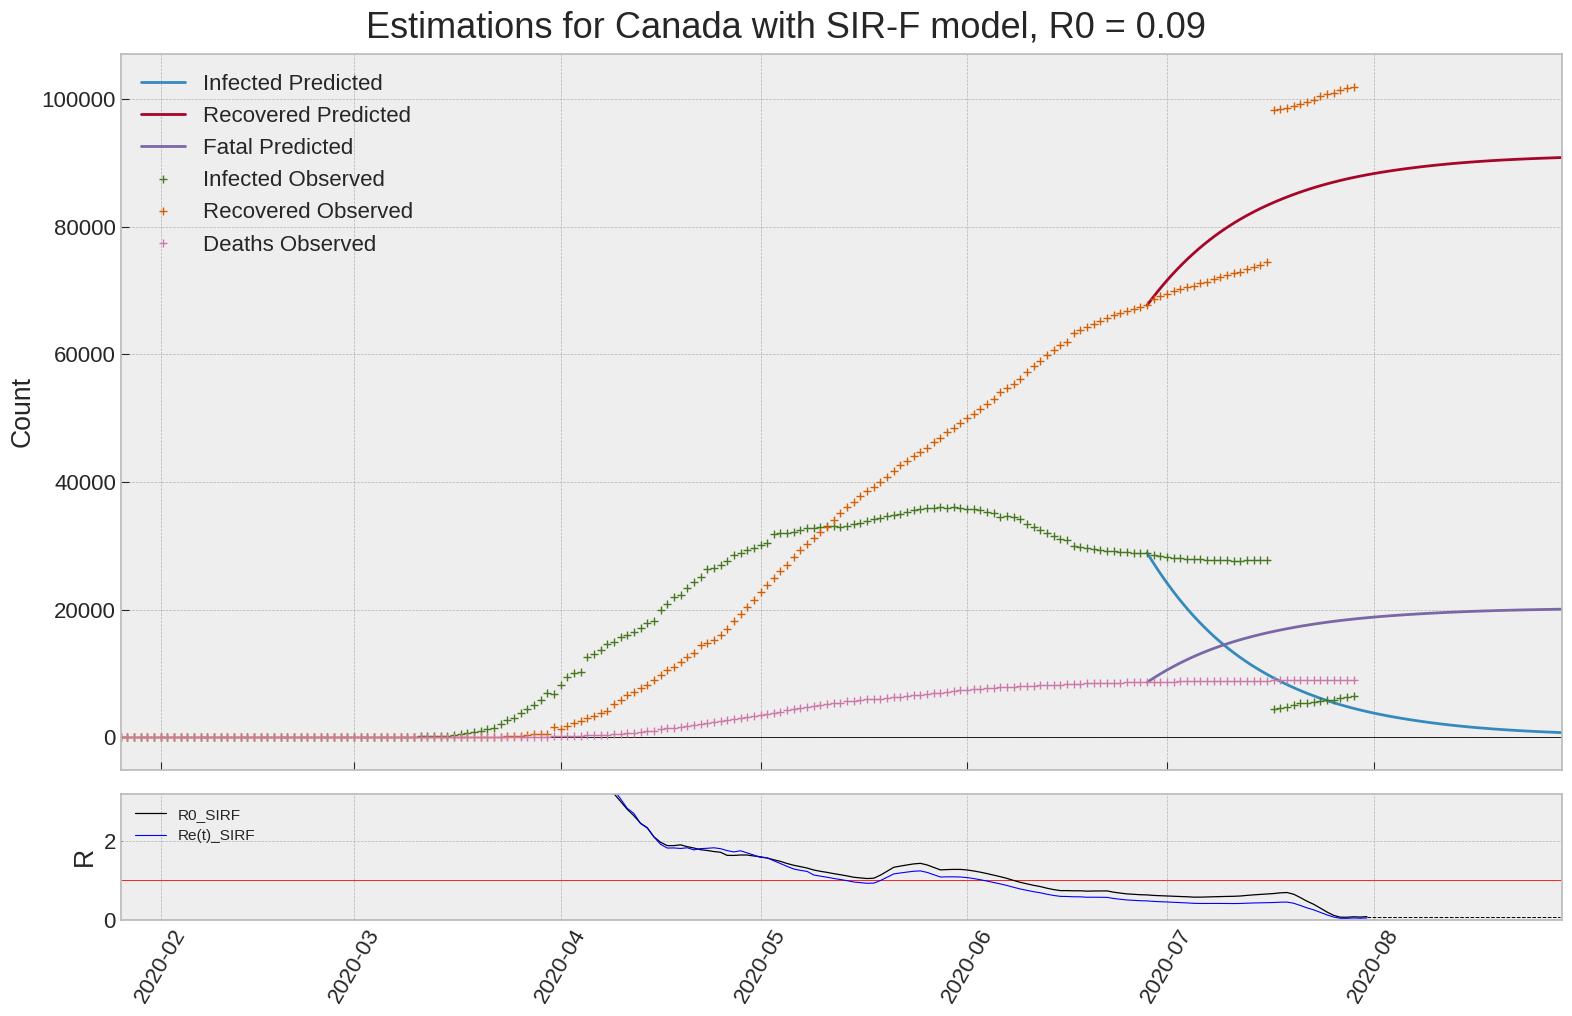 Estimations for Canada with SIR-F model, R0 = 0.09
Infected Predicted
Recovered Predicted
Fatal Predicted
Infected Observed
Recovered Observed
Deaths Observed
100000
80000
60000
40000
20000
0
Count
R0_SIRF
Re(t)_SIRF
2
0
R
2020-02
2020-03
2020-04
2020-05
2020-06
2020-07
2020-08